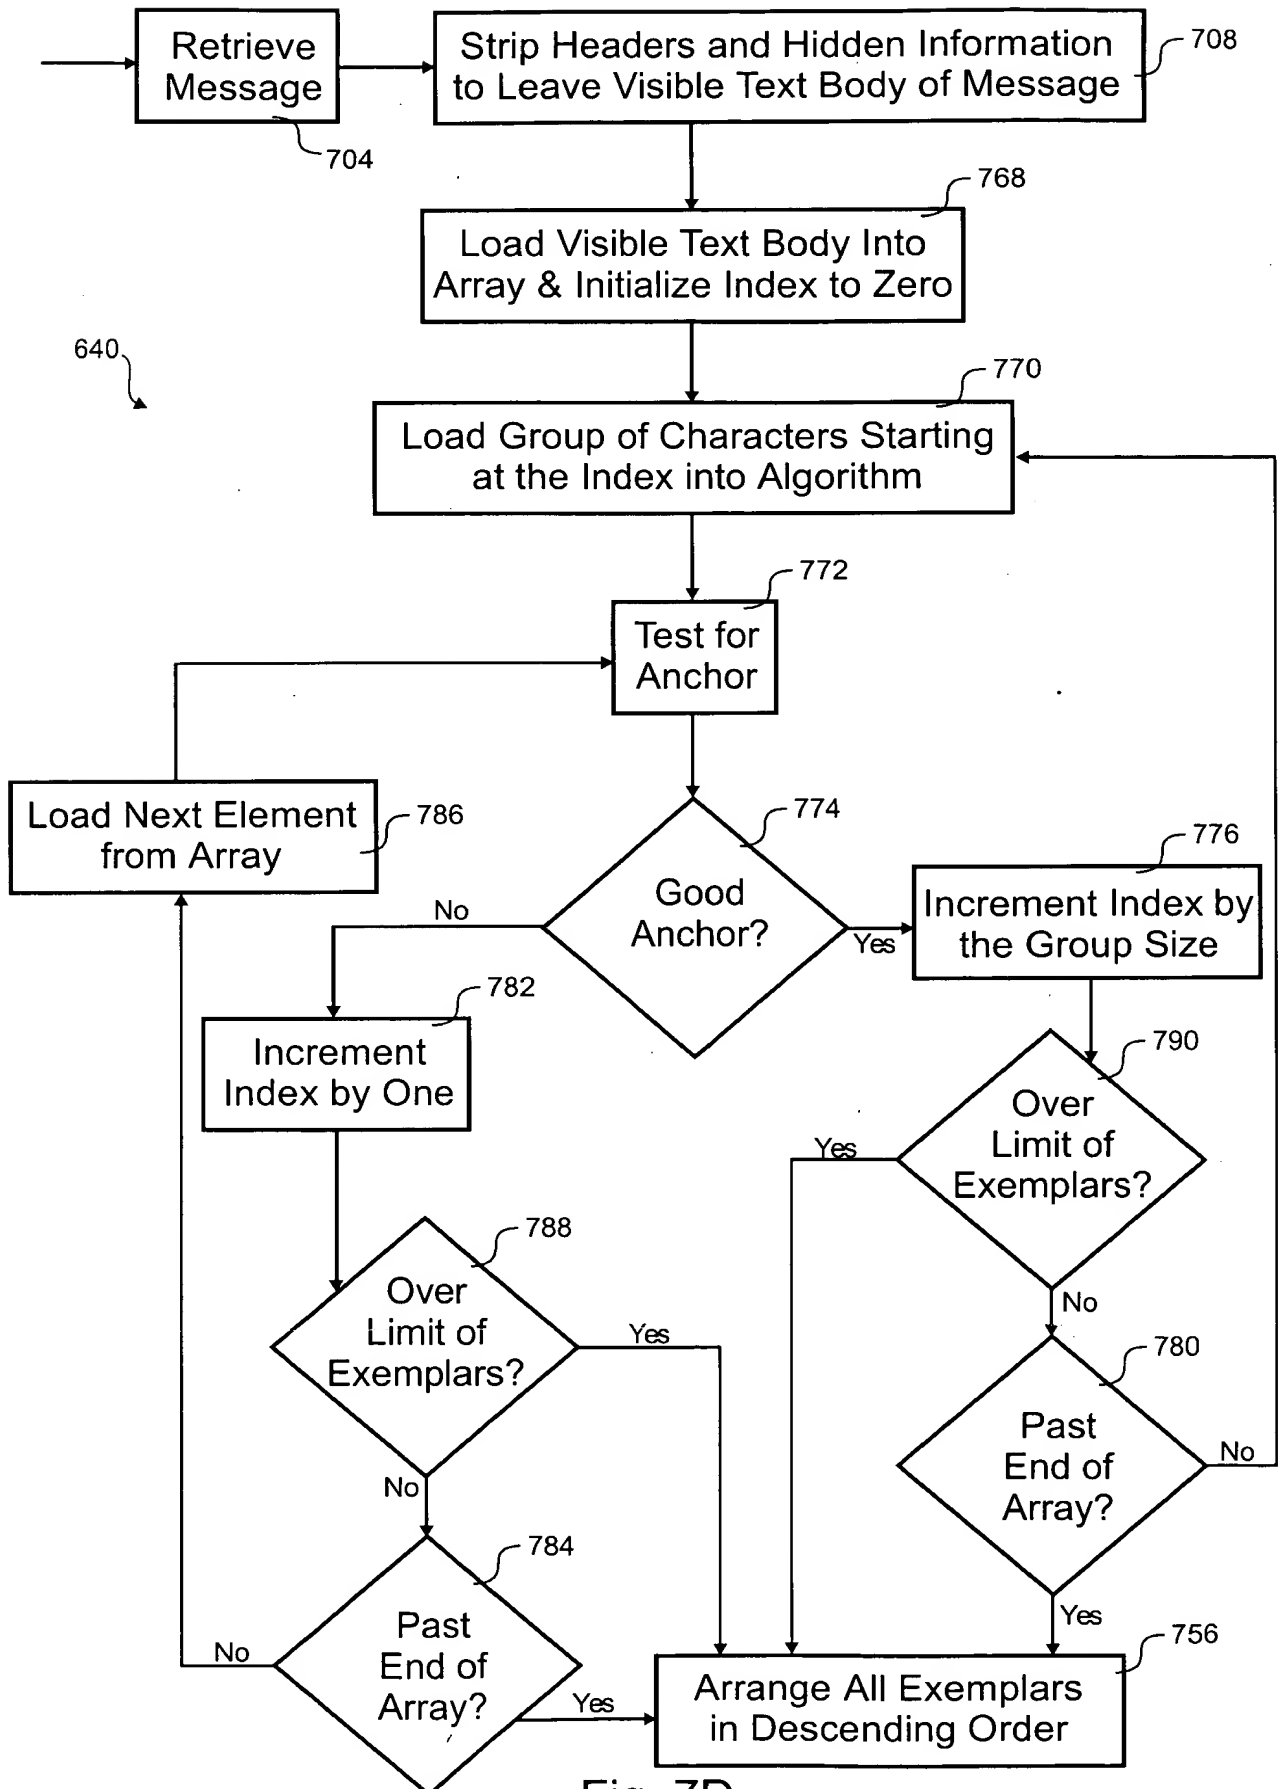 Retrieve
Message
704
Strip Headers and Hidden Information
to Leave Visible Text Body of Message
708
768
Load Visible Text Body Into
Array & Initialize Index to Zero
640
770
Load Group of Characters Starting
at the Index into Algorithm
772
Test for
Anchor
Load Next Element
from Array
786
774
Good
Anchor?
No
Yes
776
Increment Index by
the Group Size
782
Increment
Index by One
790
Over
Limit of
Exemplars?
Yes
No
788
Over
Limit of
Exemplars?
Yes
No
780
Past
End of
Array?
No
Yes
784
Past
End of
Array?
No
Yes
756
Arrange All Exemplars
in Descending Order